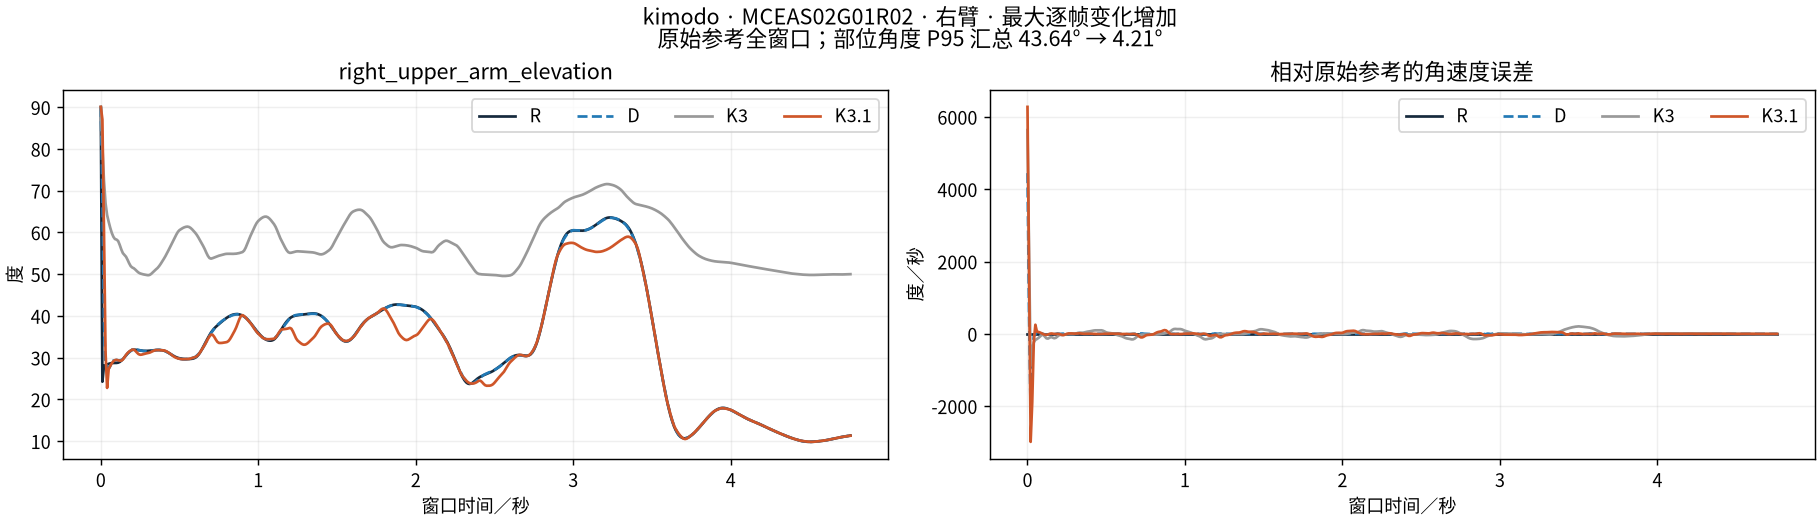 kimodo · MCEAS02G01R02 · 右臂 · 最大逐帧变化增加
原始参考全窗口；部位角度 P95 汇总 43.64° → 4.21°
right_upper_arm_elevation
R D K3 K3.1
90
80
70
60
50
40
30
20
10
度
0 1 2 3 4
窗口时间／秒
相对原始参考的角速度误差
R D K3 K3.1
6000
4000
2000
0
-2000
度／秒
0 1 2 3 4
窗口时间／秒